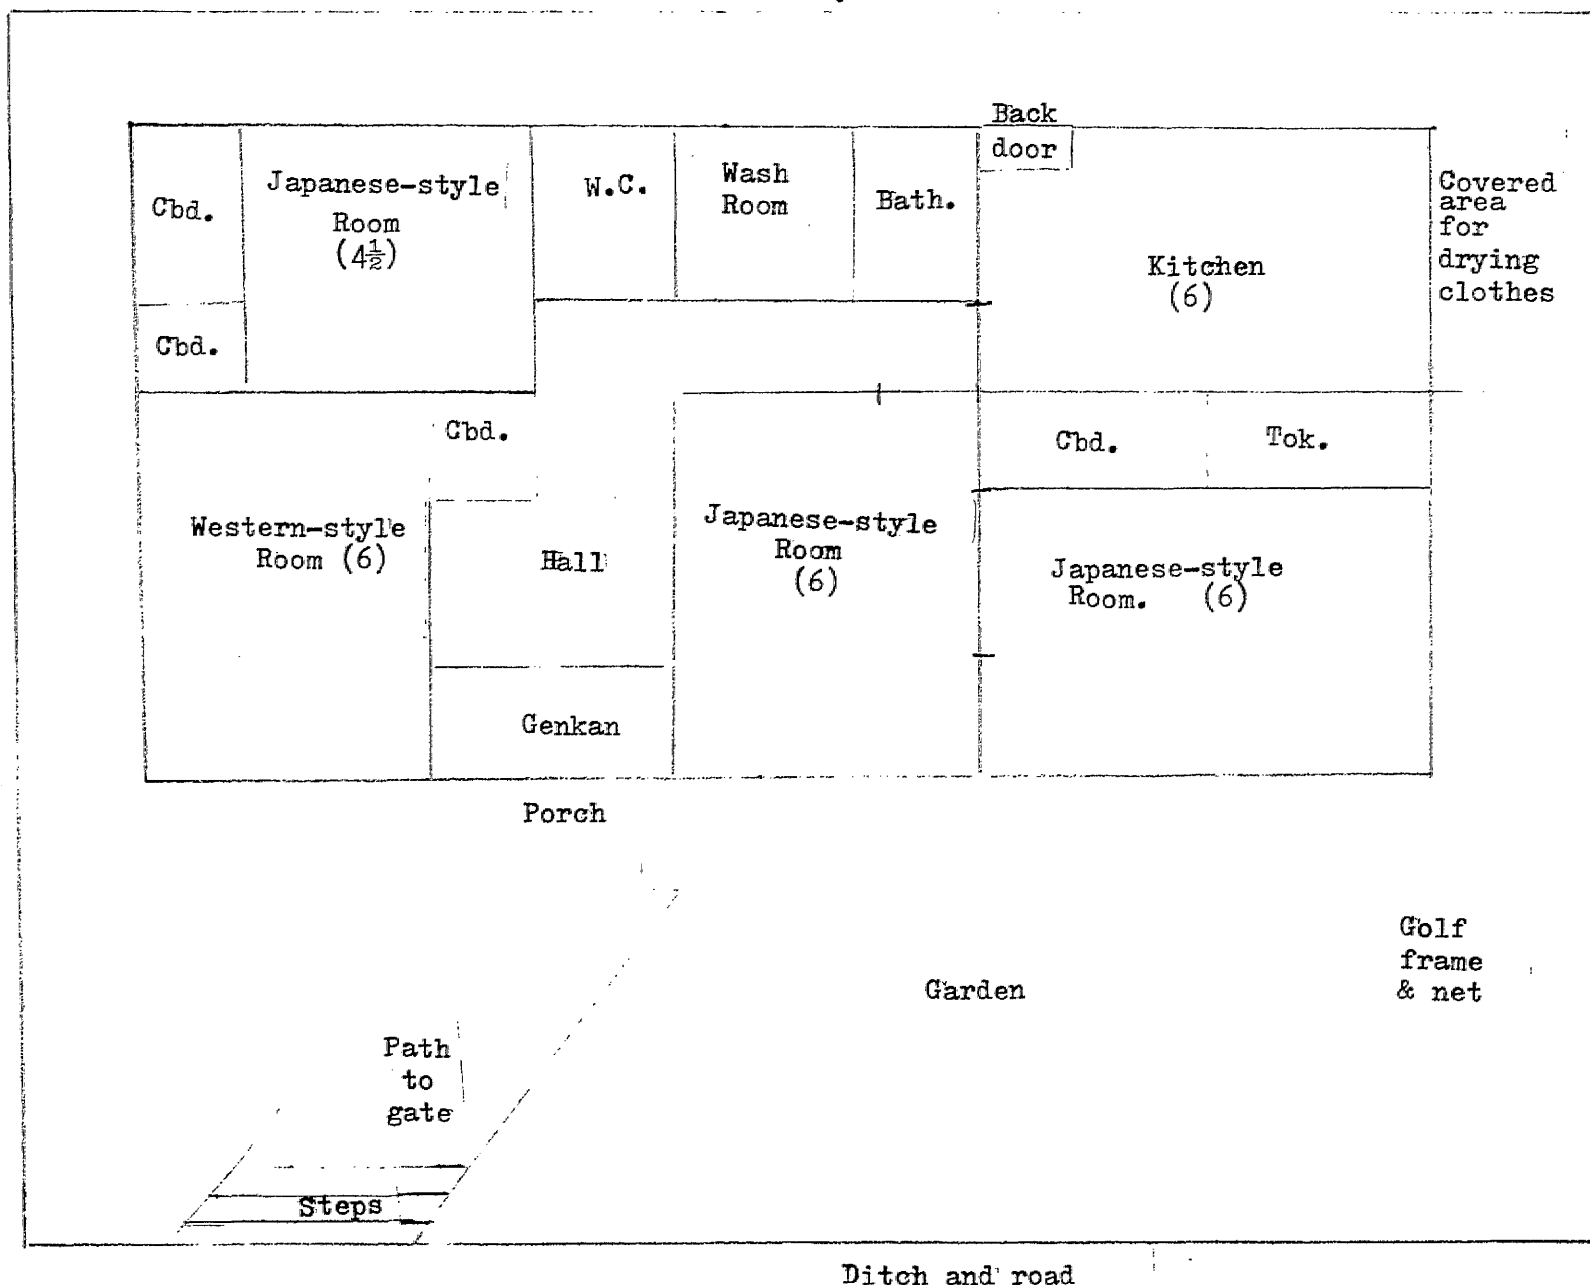 Back
door
Cbd.
Japanese-style
Room
(4½)
W.C.
Wash
Room
Bath.
Covered
area
for
drying
clothes
Kitchen
(6)
Cbd.
Cbd.
Cbd.
Tok.
Western-style
Room (6)
Hall
Japanese-style
Room
(6)
Japanese-style
Room. (6)
Genkan
Porch
Golf
frame
& net
Garden
Path
to
gate
Steps
Ditch and road